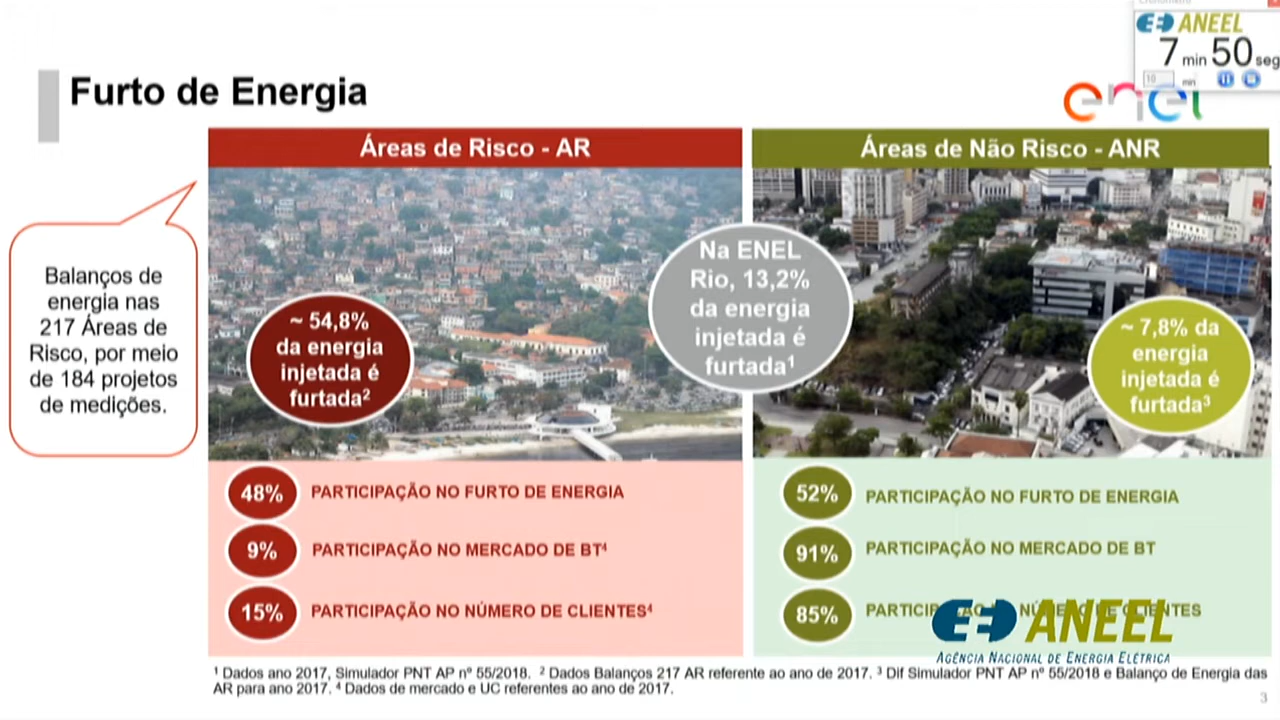 ANEEL
7 min 50 seg
10 min
Furto de Energia
enel
Áreas de Risco - AR
Áreas de Não Risco - ANR
Balanços de
energia nas
217 Áreas de
Risco, por meio
de 184 projetos
de medições.
~ 54,8%
da energia
injetada é
furtada²
Na ENEL
Rio, 13,2%
da energia
injetada é
furtada¹
~ 7,8% da
energia
injetada é
furtada³
48% PARTICIPAÇÃO NO FURTO DE ENERGIA
9% PARTICIPAÇÃO NO MERCADO DE BT⁴
15% PARTICIPAÇÃO NO NÚMERO DE CLIENTES⁴
52% PARTICIPAÇÃO NO FURTO DE ENERGIA
91% PARTICIPAÇÃO NO MERCADO DE BT
85% PARTICIPAÇÃO NO NÚMERO DE CLIENTES
ANEEL
AGÊNCIA NACIONAL DE ENERGIA ELÉTRICA
¹ Dados ano 2017, Simulador PNT AP nº 55/2018. ² Dados Balanços 217 AR referente ao ano de 2017. ³ Dif Simulador PNT AP nº 55/2018 e Balanço de Energia das
AR para ano 2017. ⁴ Dados de mercado e UC referentes ao ano de 2017.
3